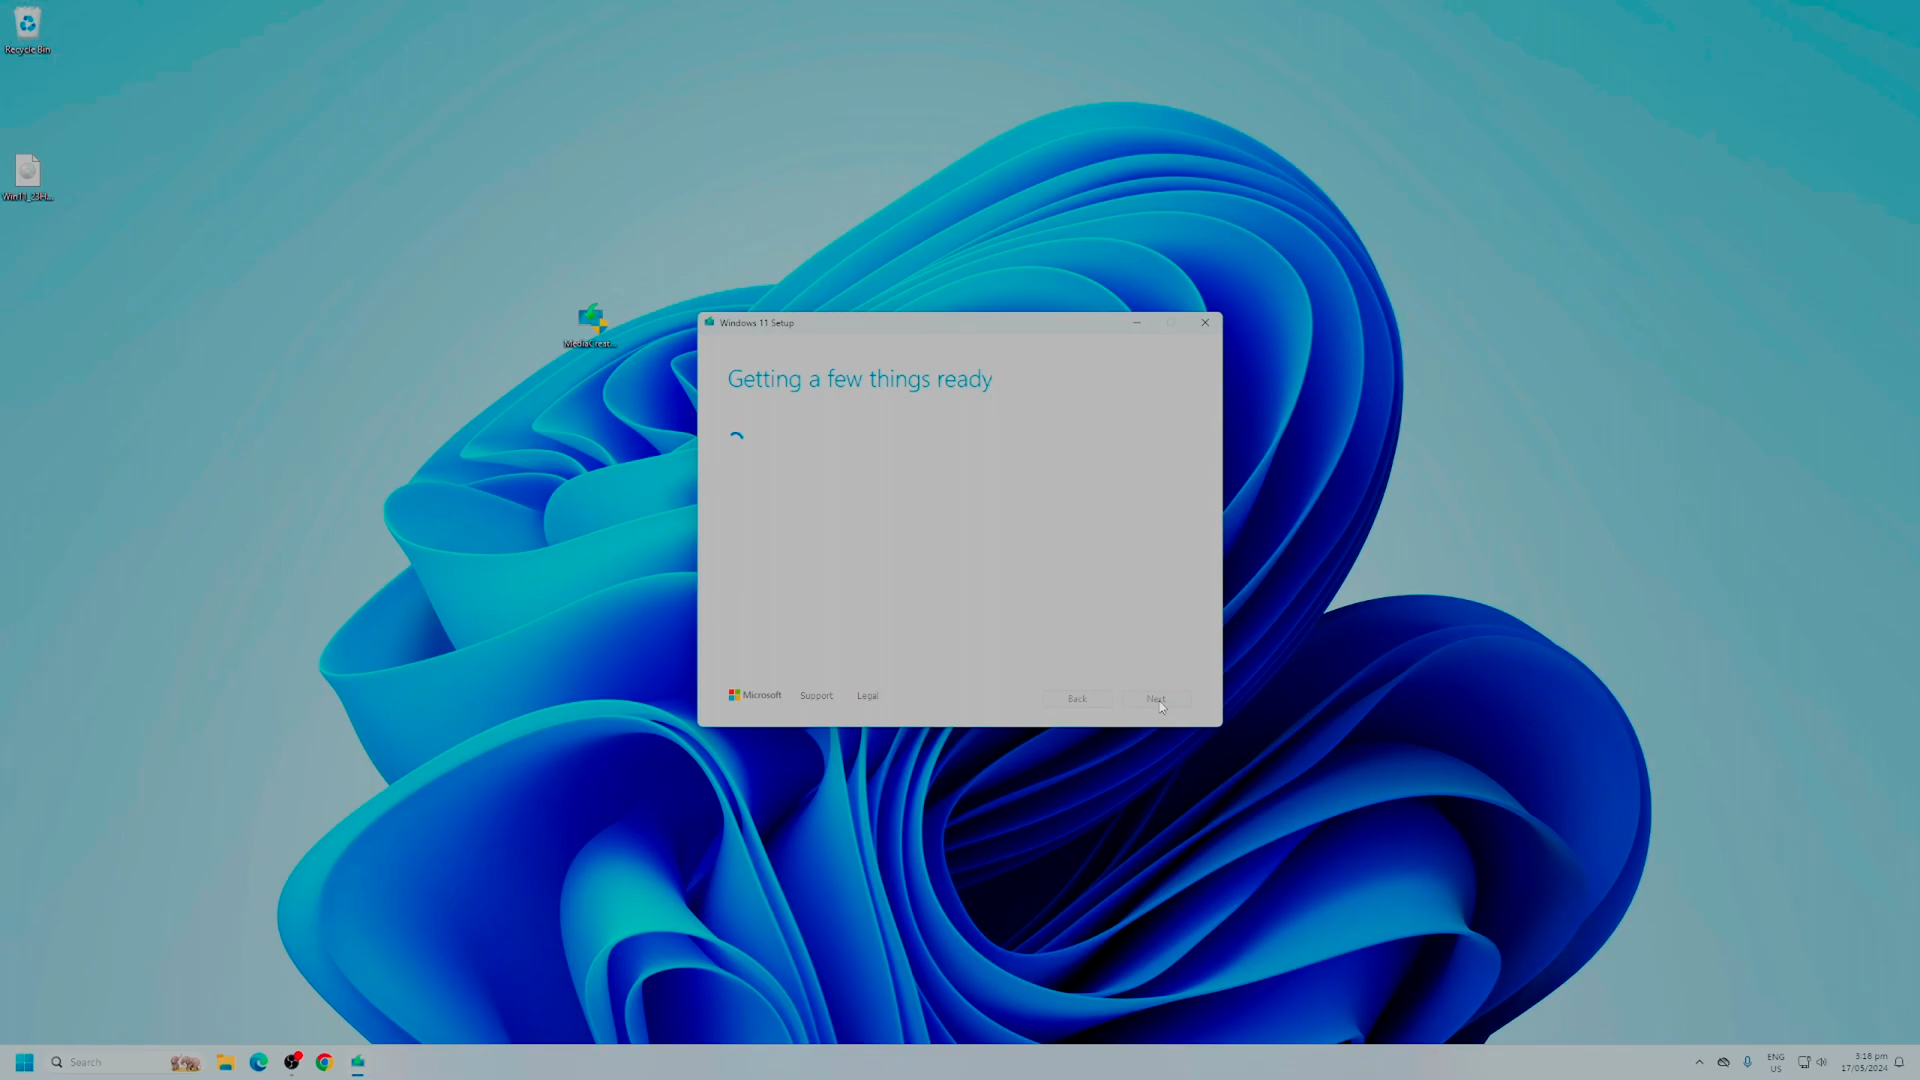 Recycle Bin
Win11_23H...
MediaCreat...
Windows 11 Setup
Getting a few things ready
Microsoft Support Legal
Back Next
Search
ENG
US
3:18 pm
17/05/2024